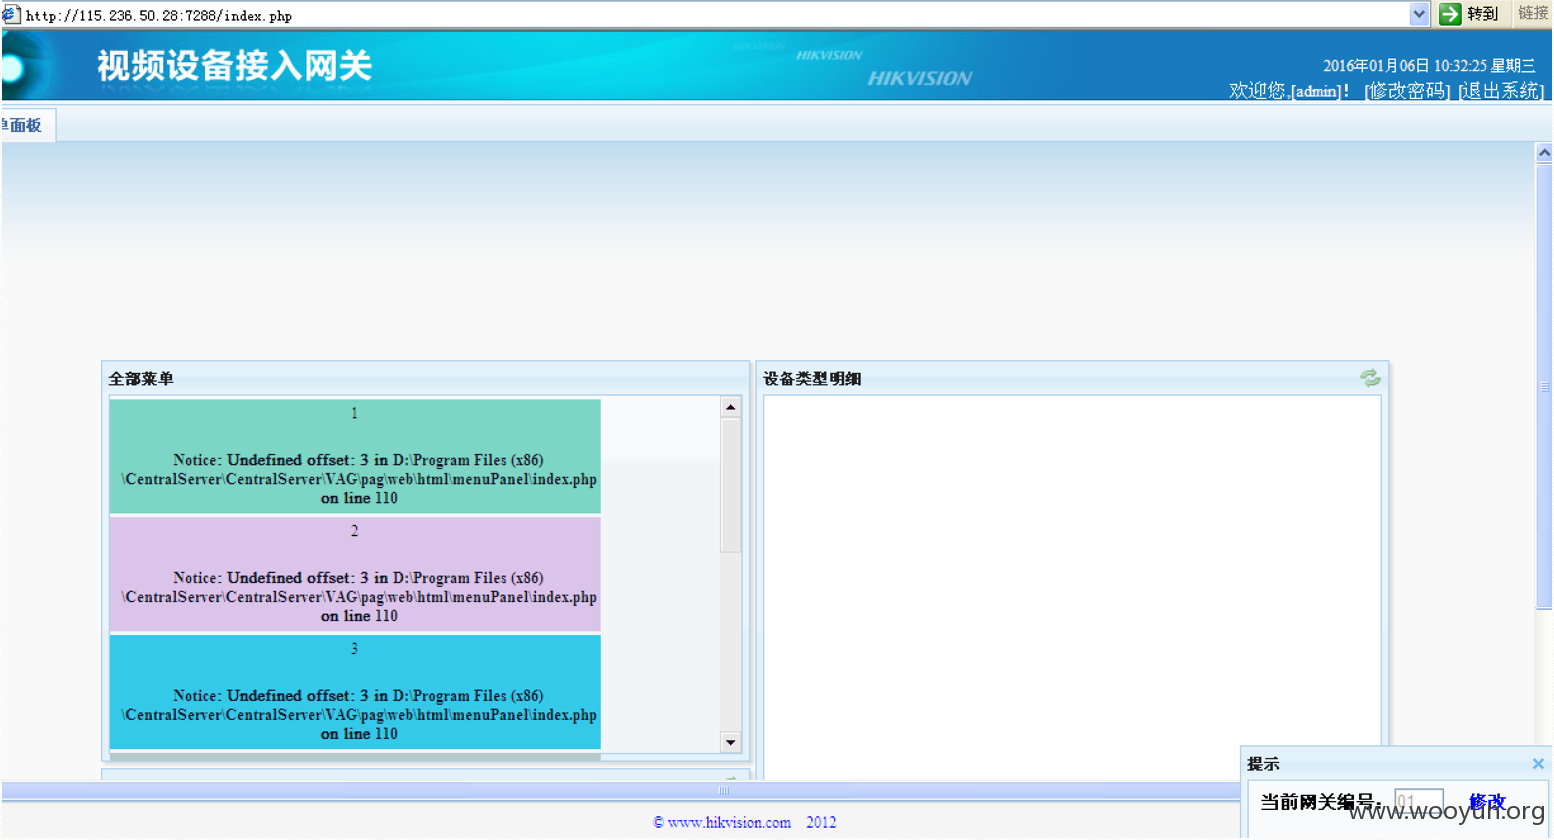 http://115.236.50.28:7288/index.php
转到
链接
视频设备接入网关
HIKVISION
HIKVISION
HIKVISION
2016年01月06日 10:32:25 星期三
欢迎您,[admin]! [修改密码] [退出系统]
单面板
全部菜单
1
Notice: Undefined offset: 3 in D:\Program Files (x86)
\CentralServer\CentralServer\VAG\pag\web\html\menuPanel\index.php
on line 110
2
Notice: Undefined offset: 3 in D:\Program Files (x86)
\CentralServer\CentralServer\VAG\pag\web\html\menuPanel\index.php
on line 110
3
Notice: Undefined offset: 3 in D:\Program Files (x86)
\CentralServer\CentralServer\VAG\pag\web\html\menuPanel\index.php
on line 110
设备类型明细
提示
当前网关编号: 01 修改
www.wooyun.org
© www.hikvision.com 2012